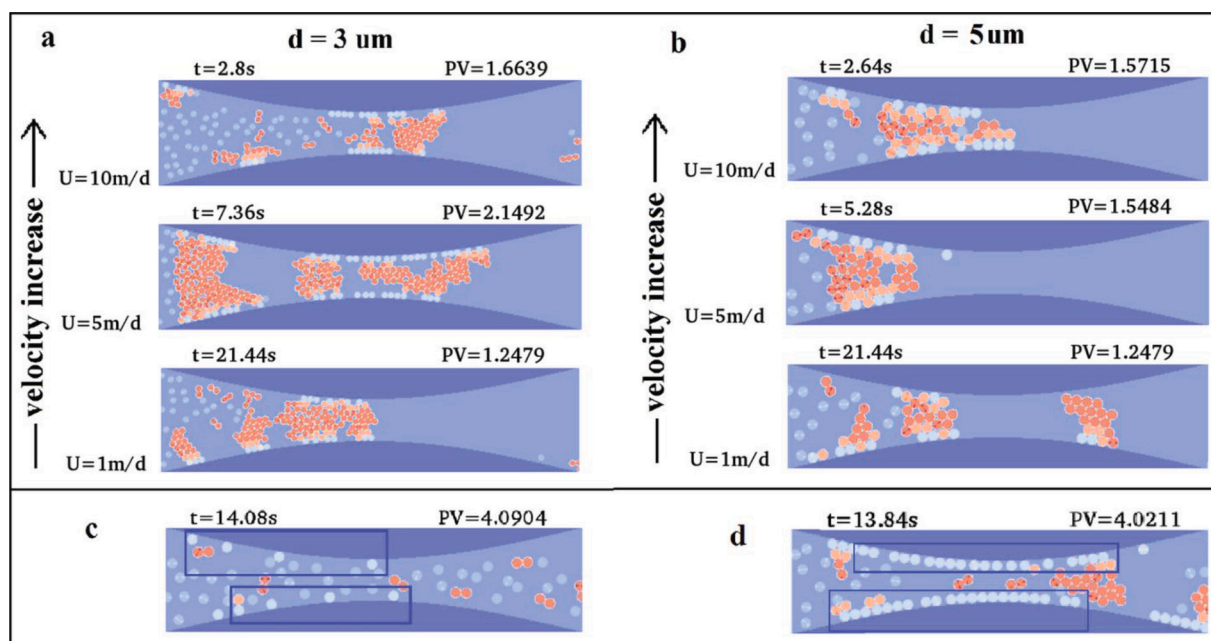 a
d = 3 um
t=2.8s
PV=1.6639
U=10m/d
t=7.36s
PV=2.1492
U=5m/d
t=21.44s
PV=1.2479
U=1m/d
velocity increase
b
d = 5um
t=2.64s
PV=1.5715
U=10m/d
t=5.28s
PV=1.5484
U=5m/d
t=21.44s
PV=1.2479
U=1m/d
velocity increase
c
t=14.08s
PV=4.0904
d
t=13.84s
PV=4.0211